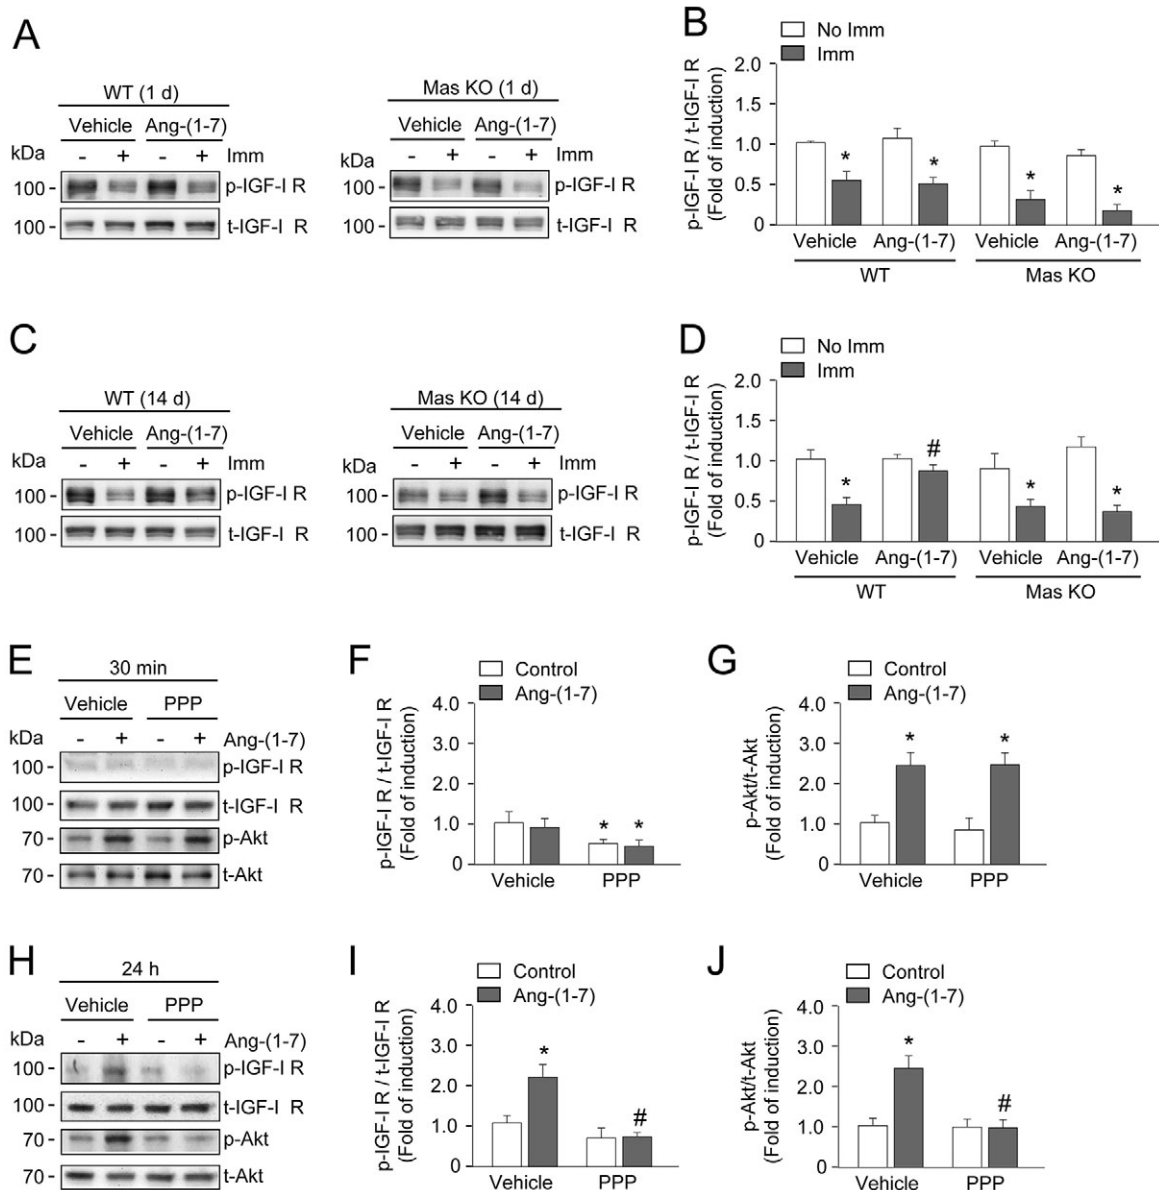 A
WT (1 d)
Vehicle Ang-(1-7)
kDa - + - + Imm
100 - p-IGF-I R
100 - t-IGF-I R
Mas KO (1 d)
Vehicle Ang-(1-7)
kDa - + - + Imm
100 - p-IGF-I R
100 - t-IGF-I R
B
No Imm
Imm
p-IGF-I R / t-IGF-I R
(Fold of induction)
2.0
1.5
1.0
0.5
0
* * * *
Vehicle Ang-(1-7) Vehicle Ang-(1-7)
WT Mas KO
C
WT (14 d)
Vehicle Ang-(1-7)
kDa - + - + Imm
100 - p-IGF-I R
100 - t-IGF-I R
Mas KO (14 d)
Vehicle Ang-(1-7)
kDa - + - + Imm
100 - p-IGF-I R
100 - t-IGF-I R
D
No Imm
Imm
p-IGF-I R / t-IGF-I R
(Fold of induction)
2.0
1.5
1.0
0.5
0
* # * *
Vehicle Ang-(1-7) Vehicle Ang-(1-7)
WT Mas KO
E
30 min
Vehicle PPP
kDa - + - + Ang-(1-7)
100 - p-IGF-I R
100 - t-IGF-I R
70 - p-Akt
70 - t-Akt
F
Control
Ang-(1-7)
p-IGF-I R / t-IGF-I R
(Fold of induction)
4.0
3.0
2.0
1.0
0
* *
Vehicle PPP
G
Control
Ang-(1-7)
p-Akt/t-Akt
(Fold of induction)
4.0
3.0
2.0
1.0
0
* *
Vehicle PPP
H
24 h
Vehicle PPP
kDa - + - + Ang-(1-7)
100 - p-IGF-I R
100 - t-IGF-I R
70 - p-Akt
70 - t-Akt
I
Control
Ang-(1-7)
p-IGF-I R / t-IGF-I R
(Fold of induction)
4.0
3.0
2.0
1.0
0
* #
Vehicle PPP
J
Control
Ang-(1-7)
p-Akt/t-Akt
(Fold of induction)
4.0
3.0
2.0
1.0
0
* #
Vehicle PPP